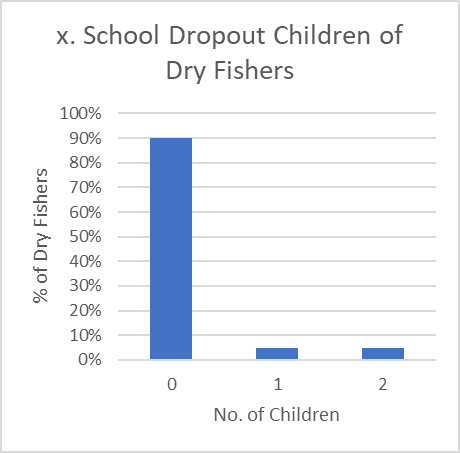 x. School Dropout Children of
Dry Fishers
% of Dry Fishers
100%
90%
80%
70%
60%
50%
40%
30%
20%
10%
0%
0 1 2
No. of Children